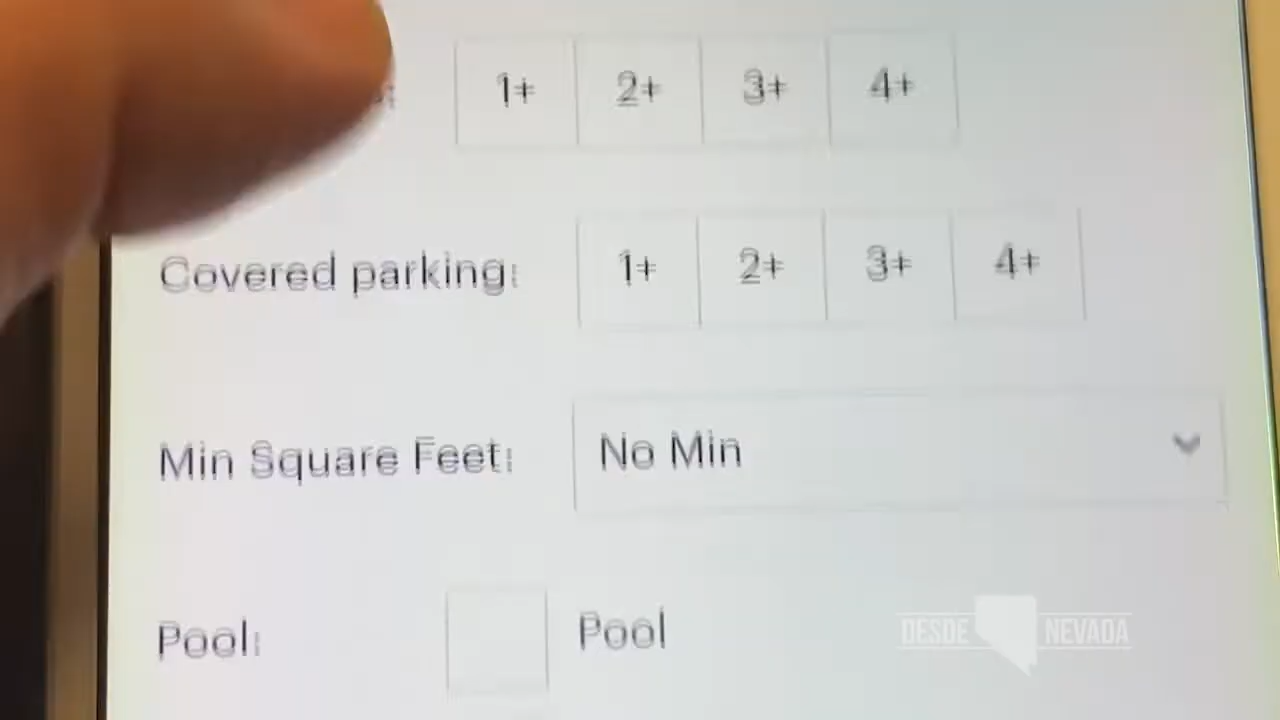 1+ 2+ 3+ 4+
Covered parking: 1+ 2+ 3+ 4+
Min Square Feet: No Min
Pool: Pool
DESDE NEVADA